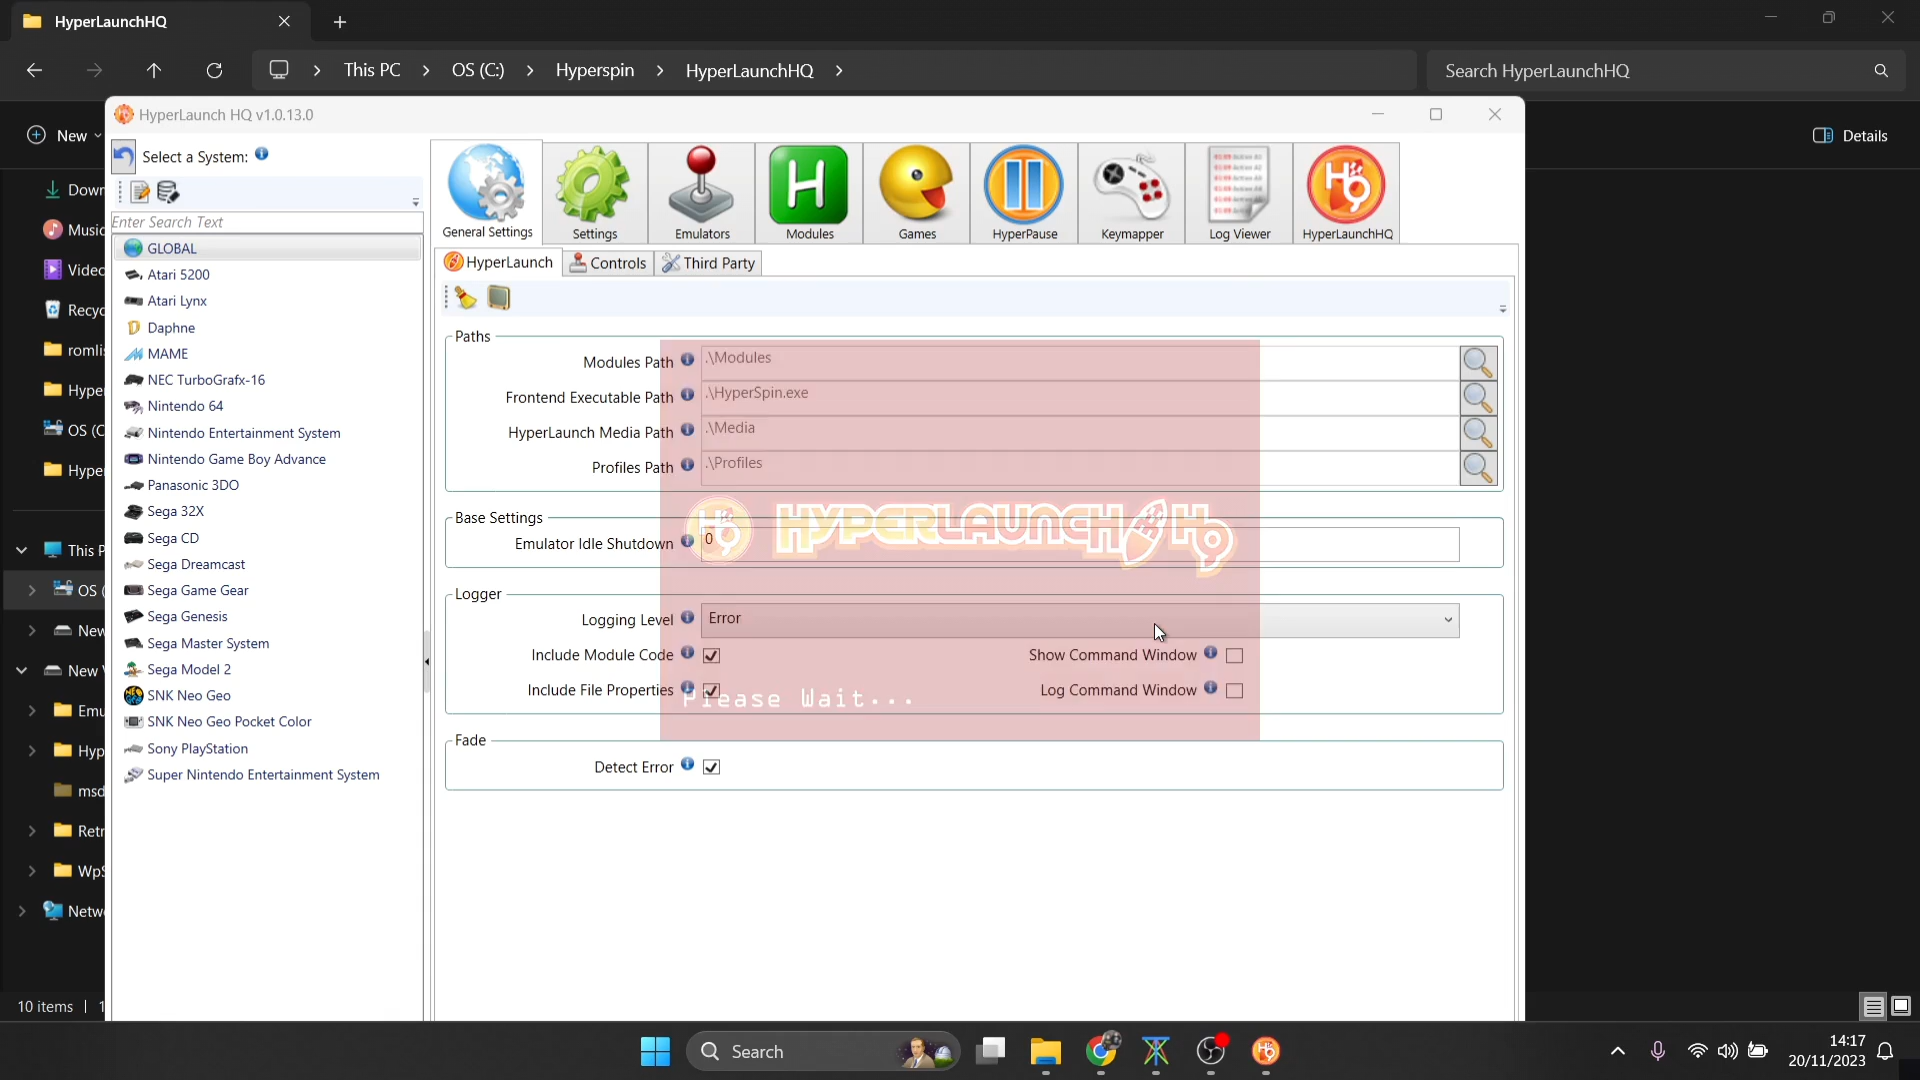 HyperLaunchHQ
This PC > OS (C:) > Hyperspin > HyperLaunchHQ >
Search HyperLaunchHQ
New
Details
HyperLaunch HQ v1.0.13.0
Select a System:
Enter Search Text
GLOBAL
Atari 5200
Atari Lynx
Daphne
MAME
NEC TurboGrafx-16
Nintendo 64
Nintendo Entertainment System
Nintendo Game Boy Advance
Panasonic 3DO
Sega 32X
Sega CD
Sega Dreamcast
Sega Game Gear
Sega Genesis
Sega Master System
Sega Model 2
SNK Neo Geo
SNK Neo Geo Pocket Color
Sony PlayStation
Super Nintendo Entertainment System
General Settings
Settings
Emulators
Modules
Games
HyperPause
Keymapper
Log Viewer
HyperLaunchHQ
HyperLaunch
Controls
Third Party
Paths
Modules Path
.\Modules
Frontend Executable Path
.\HyperSpin.exe
HyperLaunch Media Path
.\Media
Profiles Path
.\Profiles
HYPERLAUNCH HQ
Base Settings
Emulator Idle Shutdown
0
Logger
Logging Level
Error
Include Module Code
Show Command Window
Include File Properties
Log Command Window
Please Wait...
Fade
Detect Error
Down
Music
Videc
Recyc
romli
Hyper
OS (C
Hyper
This P
OS (
New
New
Emu
Hyp
msd
Retr
WpS
Netwo
10 items
Search
14:17
20/11/2023